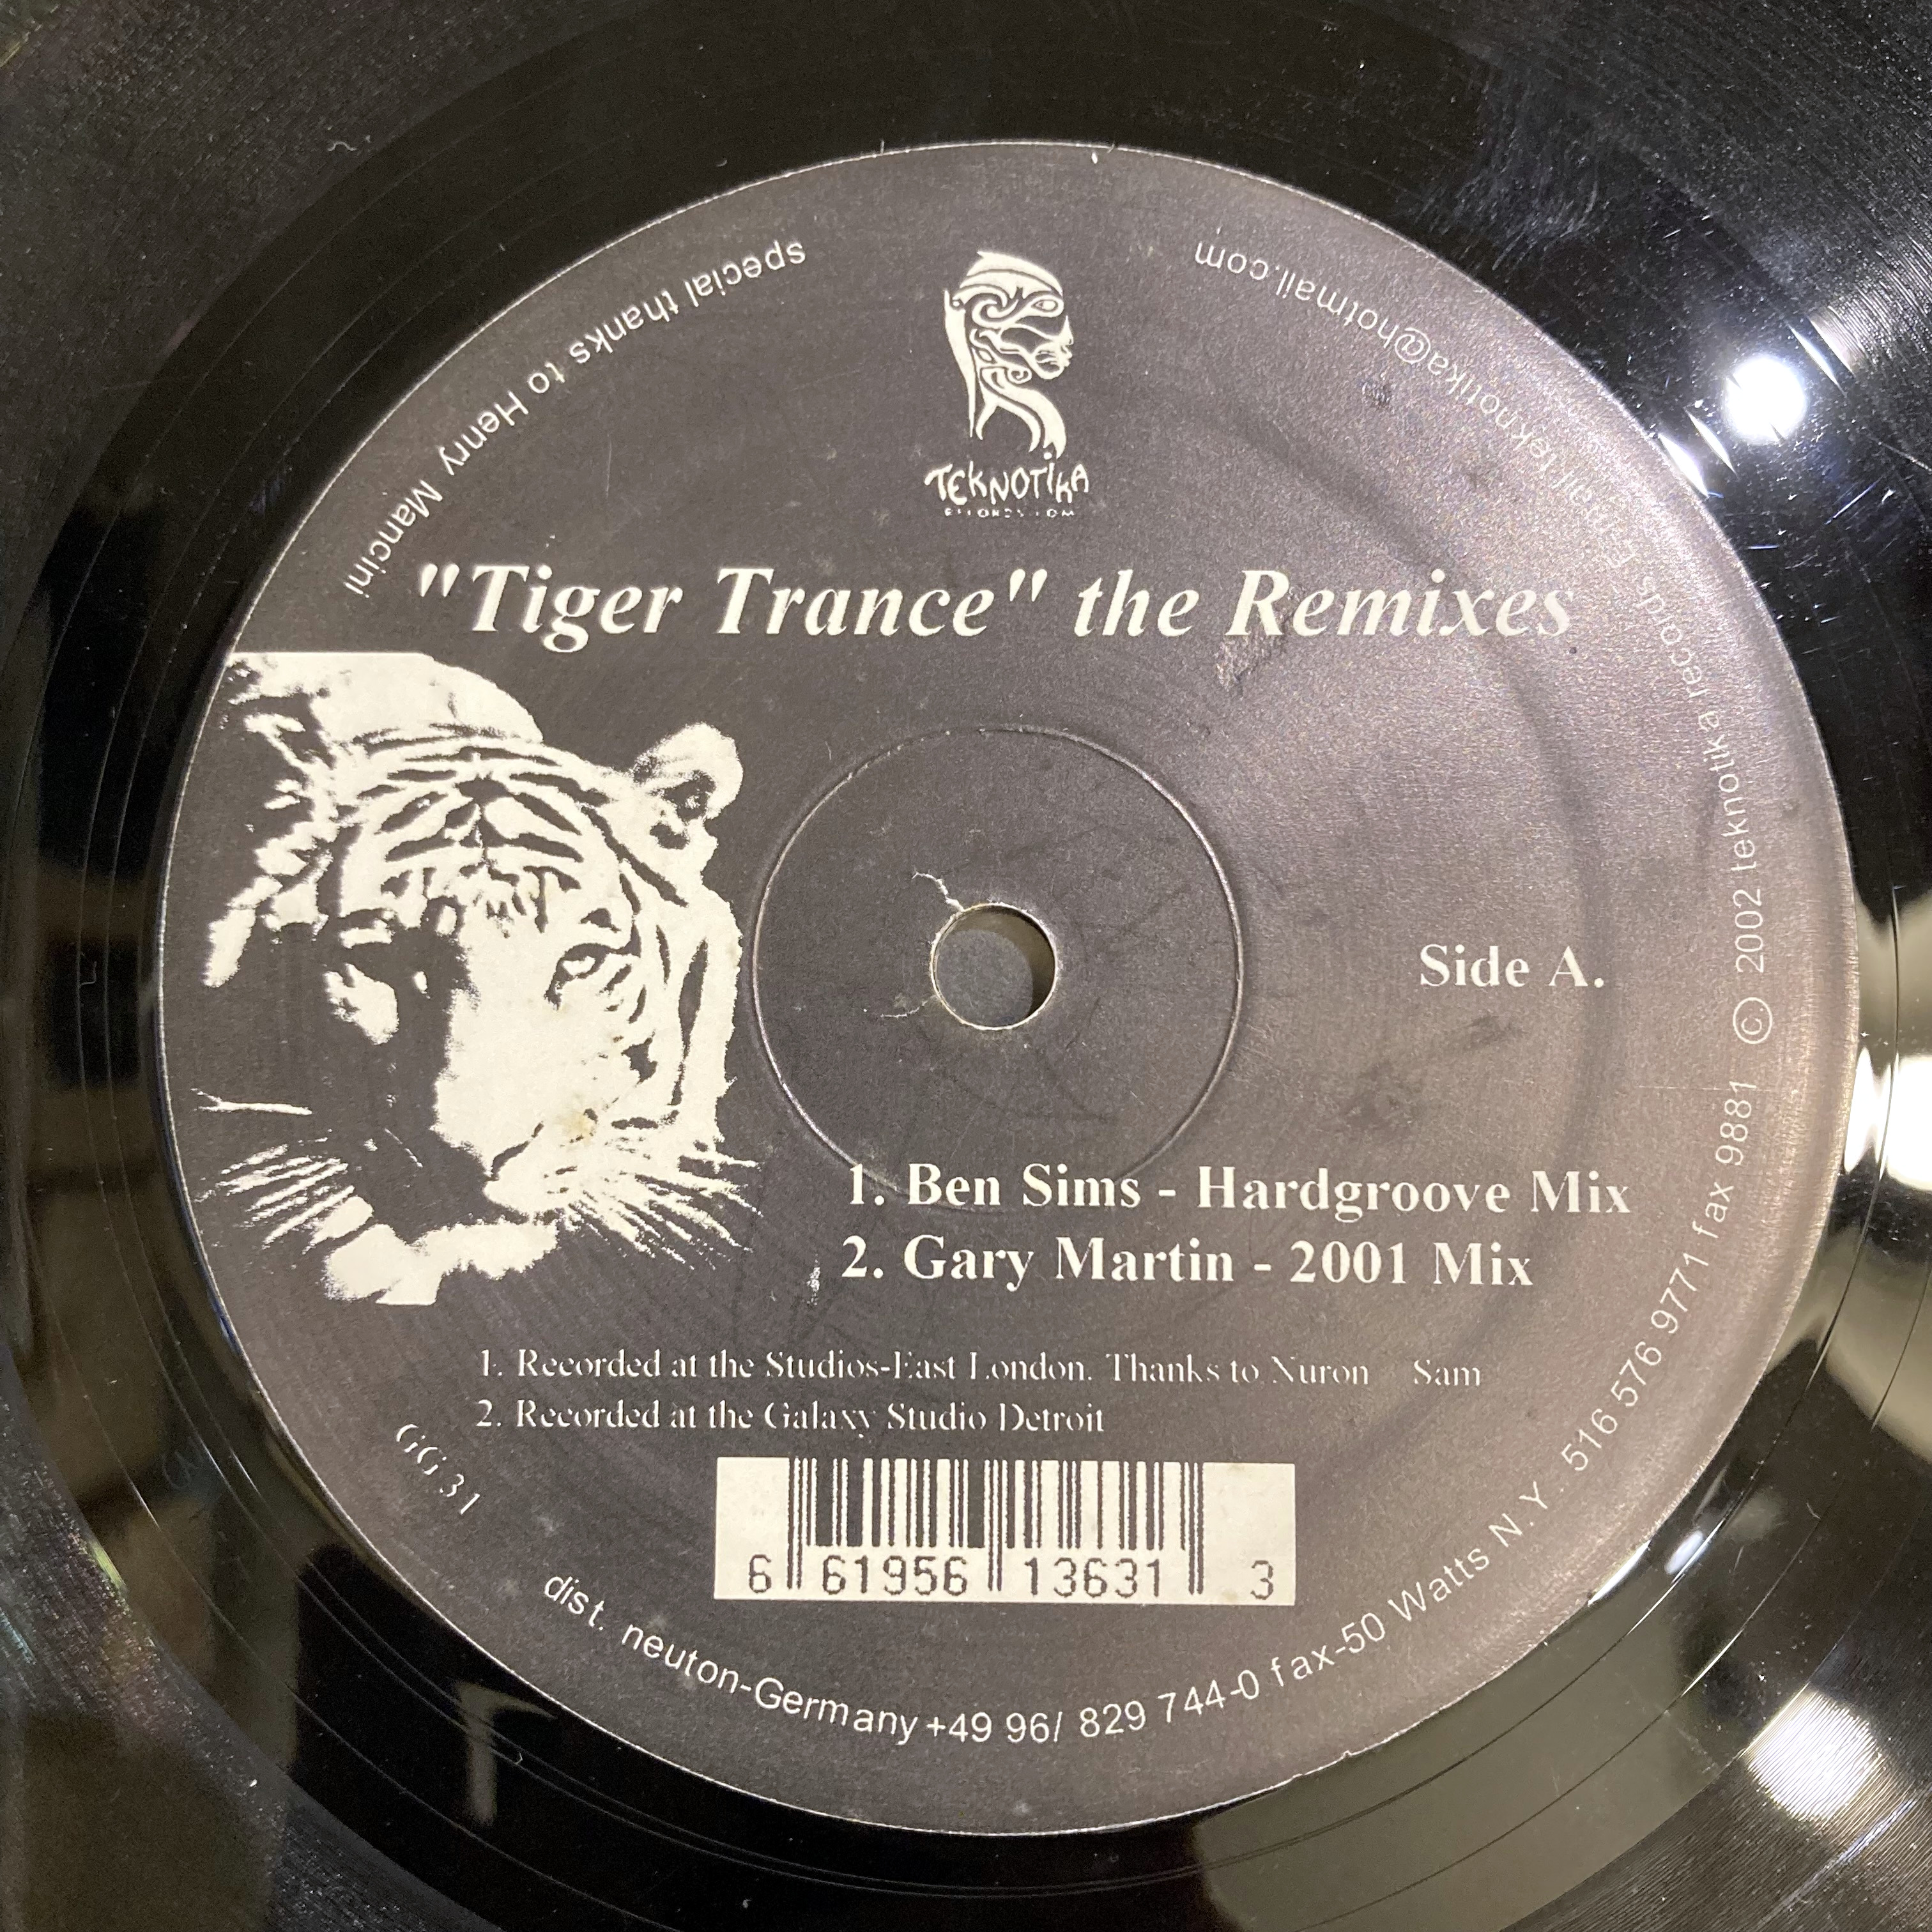 special thanks to Henry Mancini
TEKNOTIKA
"Tiger Trance" the Remixes
Side A.
1. Ben Sims - Hardgroove Mix
2. Gary Martin - 2001 Mix
1. Recorded at the Studios-East London. Thanks to Nuron Sam
2. Recorded at the Galaxy Studio Detroit
GG31
6 61956 13631 3
dist. neuton-Germany +49 96/ 829 744-0 fax-50 Watts N.Y. 516 576 9771 fax 9881 © 2002 teknotika records teknotika@hotmail.com